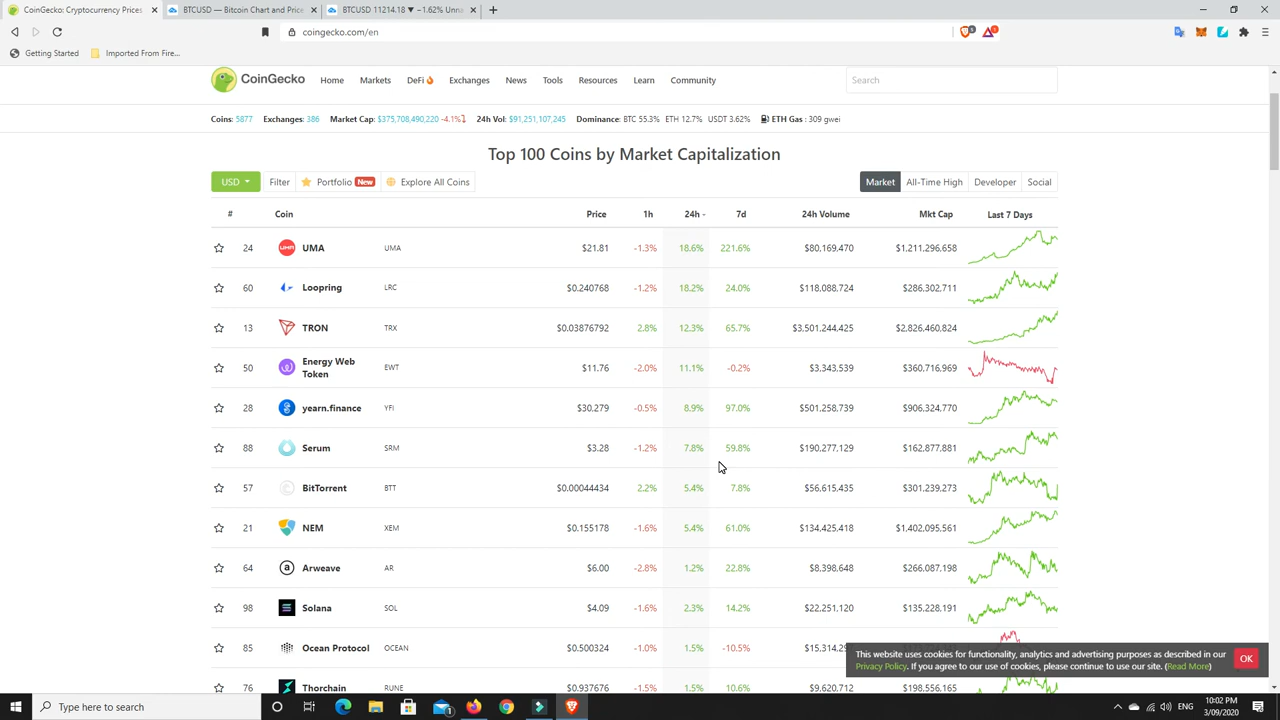 CoinGecko: Cryptocurrency Prices
BTCUSD — Bitcoin Chart and Price
BTCUSD 11214.18 ▼ −1.62% Unna
coingecko.com/en
Getting Started
Imported From Fire...
CoinGecko
Home
Markets
DeFi
Exchanges
News
Tools
Resources
Learn
Community
Search
Coins: 5877
Exchanges: 386
Market Cap: $375,708,490,220 -4.1%
24h Vol: $91,251,107,245
Dominance: BTC 55.3% ETH 12.7% USDT 3.62%
ETH Gas : 309 gwei
Top 100 Coins by Market Capitalization
USD
Filter
Portfolio New
Explore All Coins
Market
All-Time High
Developer
Social
# Coin Price 1h 24h 7d 24h Volume Mkt Cap Last 7 Days
24 UMA UMA $21.81 -1.3% 18.6% 221.6% $80,169,470 $1,211,296,658
60 Loopring LRC $0.240768 -1.2% 18.2% 24.0% $118,088,724 $286,302,711
13 TRON TRX $0.03876792 2.8% 12.3% 65.7% $3,501,244,425 $2,826,460,824
50 Energy Web Token EWT $11.76 -2.0% 11.1% -0.2% $3,343,539 $360,716,969
28 yearn.finance YFI $30,279 -0.5% 8.9% 97.0% $501,258,739 $906,324,770
88 Serum SRM $3.28 -1.2% 7.8% 59.8% $190,277,129 $162,877,881
57 BitTorrent BTT $0.00044434 2.2% 5.4% 7.8% $56,615,435 $301,239,273
21 NEM XEM $0.155178 -1.6% 5.4% 61.0% $134,425,418 $1,402,095,561
64 Arweave AR $6.00 -2.8% 1.2% 22.8% $8,398,648 $266,087,198
98 Solana SOL $4.09 -1.6% 2.3% 14.2% $22,251,120 $135,228,191
85 Ocean Protocol OCEAN $0.500324 -1.0% 1.5% -10.5%
76 Thorchain RUNE $0.937676 -1.5% 1.5% 10.6% $9,620,712 $198,556,165
This website uses cookies for functionality, analytics and advertising purposes as described in our
Privacy Policy. If you agree to our use of cookies, please continue to use our site. (Read More)
OK
Type here to search
ENG
10:02 PM
3/09/2020